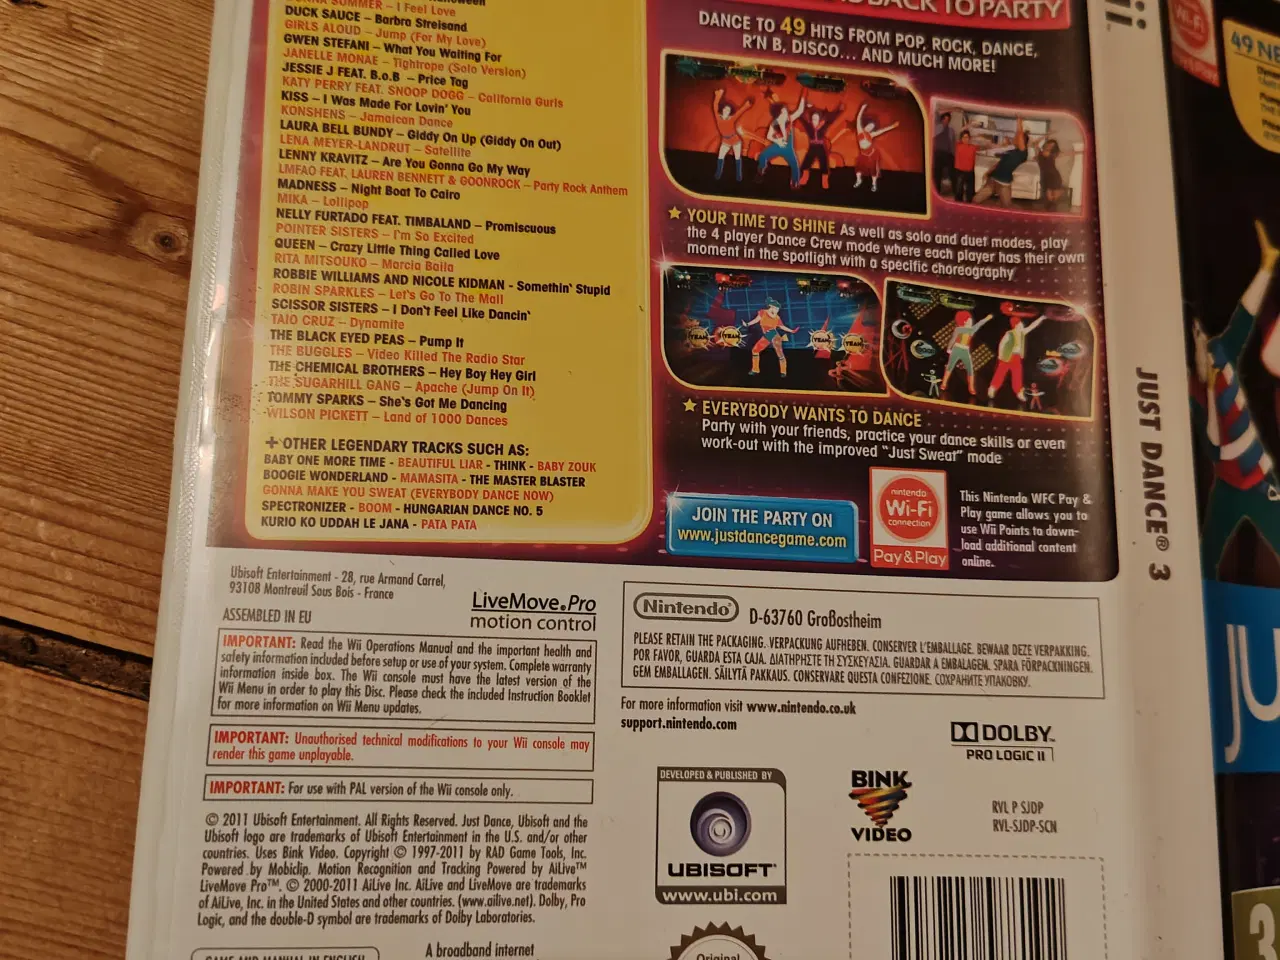 I Feel Love
DUCK SAUCE – Barbra Streisand
GIRLS ALOUD – Jump (For My Love)
GWEN STEFANI – What You Waiting For
JANELLE MONAE – Tightrope (Solo Version)
JESSIE J FEAT. B.o.B – Price Tag
KATY PERRY FEAT. SNOOP DOGG – California Gurls
KISS – I Was Made For Lovin' You
KONSHENS – Jamaican Dance
LAURA BELL BUNDY – Giddy On Up (Giddy On Out)
LENA MEYER-LANDRUT – Satellite
LENNY KRAVITZ – Are You Gonna Go My Way
LMFAO FEAT. LAUREN BENNETT & GOONROCK – Party Rock Anthem
MADNESS – Night Boat To Cairo
MIKA – Lollipop
NELLY FURTADO FEAT. TIMBALAND – Promiscuous
POINTER SISTERS – I'm So Excited
QUEEN – Crazy Little Thing Called Love
RITA MITSOUKO – Marcia Baila
ROBBIE WILLIAMS AND NICOLE KIDMAN - Somethin' Stupid
ROBIN SPARKLES – Let's Go To The Mall
SCISSOR SISTERS – I Don't Feel Like Dancin'
TAIO CRUZ – Dynamite
THE BLACK EYED PEAS – Pump It
THE BUGGLES – Video Killed The Radio Star
THE CHEMICAL BROTHERS – Hey Boy Hey Girl
THE SUGARHILL GANG – Apache (Jump On It)
TOMMY SPARKS – She's Got Me Dancing
WILSON PICKETT – Land of 1000 Dances
+OTHER LEGENDARY TRACKS SUCH AS:
BABY ONE MORE TIME - BEAUTIFUL LIAR - THINK - BABY ZOUK
BOOGIE WONDERLAND - MAMASITA - THE MASTER BLASTER
GONNA MAKE YOU SWEAT (EVERYBODY DANCE NOW)
SPECTRONIZER - BOOM - HUNGARIAN DANCE NO. 5
KURIO KO UDDAH LE JANA - PATA PATA
BACK TO PARTY
DANCE TO 49 HITS FROM POP, ROCK, DANCE,
R'N B, DISCO... AND MUCH MORE!
YOUR TIME TO SHINE As well as solo and duet modes, play
the 4 player Dance Crew mode where each player has their own
moment in the spotlight with a specific choreography
EVERYBODY WANTS TO DANCE
Party with your friends, practice your dance skills or even
work-out with the improved "Just Sweat" mode
JOIN THE PARTY ON
www.justdancegame.com
nintendo
Wi-Fi
connection
Pay & Play
This Nintendo WFC Pay &
Play game allows you to
use Wii Points to down-
load additional content
online.
Ubisoft Entertainment - 28, rue Armand Carrel,
93108 Montreuil Sous Bois - France
ASSEMBLED IN EU
LiveMove.Pro
motion control
IMPORTANT: Read the Wii Operations Manual and the important health and
safety information included before setup or use of your system. Complete warranty
information inside box. The Wii console must have the latest version of the
Wii Menu in order to play this Disc. Please check the included Instruction Booklet
for more information on Wii Menu updates.
IMPORTANT: Unauthorised technical modifications to your Wii console may
render this game unplayable.
IMPORTANT: For use with PAL version of the Wii console only.
© 2011 Ubisoft Entertainment. All Rights Reserved. Just Dance, Ubisoft and the
Ubisoft logo are trademarks of Ubisoft Entertainment in the U.S. and/or other
countries. Uses Bink Video. Copyright © 1997-2011 by RAD Game Tools, Inc.
Powered by Mobiclip. Motion Recognition and Tracking Powered by AiLive™
LiveMove Pro™. © 2000-2011 AiLive Inc. AiLive and LiveMove are trademarks
of AiLive, Inc. in the United States and other countries. (www.ailive.net). Dolby, Pro
Logic, and the double-D symbol are trademarks of Dolby Laboratories.
GAME AND MANUAL IN ENGLISH
A broadband internet
Nintendo D-63760 Großostheim
PLEASE RETAIN THE PACKAGING. VERPACKUNG AUFHEBEN. CONSERVER L'EMBALLAGE. BEWAAR DEZE VERPAKKING.
POR FAVOR, GUARDA ESTA CAJA. ΔΙΑΤΗΡΗΣΤΕ ΤΗ ΣΥΣΚΕΥΑΣΙΑ. GUARDAR A EMBALAGEM. SPARA FÖRPACKNINGEN.
GEM EMBALLAGEN. SÄILYTÄ PAKKAUS. CONSERVARE QUESTA CONFEZIONE. СОХРАНИТЕ УПАКОВКУ.
For more information visit www.nintendo.co.uk
support.nintendo.com
DOLBY
PRO LOGIC II
DEVELOPED & PUBLISHED BY
UBISOFT
www.ubi.com
BINK
VIDEO
RVL P SJDP
RVL-SJDP-SCN
Original
JUST DANCE® 3
Wi-Fi
49 NE
JU
3